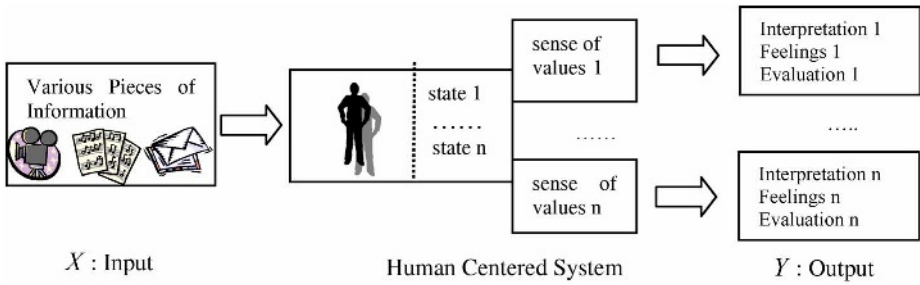 Various Pieces of
Information
X : Input
state 1
......
state n
Human Centered System
sense of
values 1
......
sense of
values n
Interpretation 1
Feelings 1
Evaluation 1
.....
Interpretation n
Feelings n
Evaluation n
Y : Output